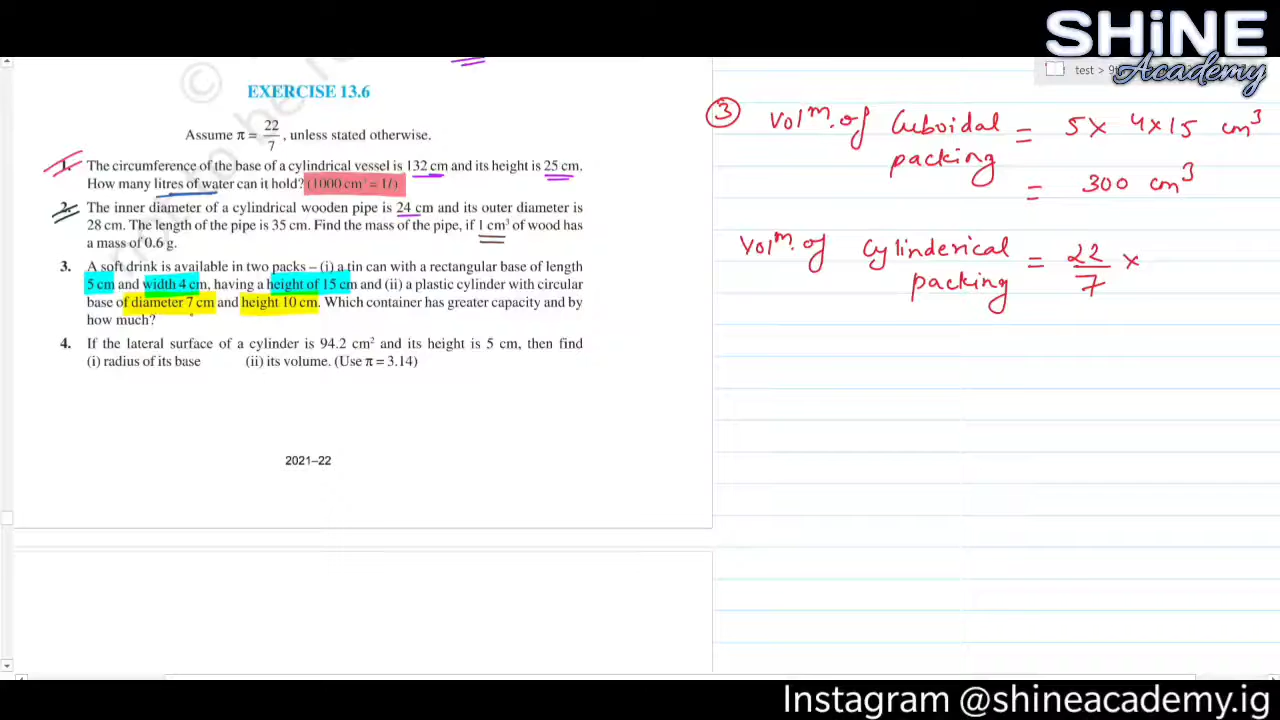 SHiNE
Academy
test > 9t
EXERCISE 13.6
Assume π = 22/7, unless stated otherwise.
1. The circumference of the base of a cylindrical vessel is 132 cm and its height is 25 cm.
How many litres of water can it hold? (1000 cm³ = 1l)
2. The inner diameter of a cylindrical wooden pipe is 24 cm and its outer diameter is
28 cm. The length of the pipe is 35 cm. Find the mass of the pipe, if 1 cm³ of wood has
a mass of 0.6 g.
3. A soft drink is available in two packs – (i) a tin can with a rectangular base of length
5 cm and width 4 cm, having a height of 15 cm and (ii) a plastic cylinder with circular
base of diameter 7 cm and height 10 cm. Which container has greater capacity and by
how much?
4. If the lateral surface of a cylinder is 94.2 cm² and its height is 5 cm, then find
(i) radius of its base (ii) its volume. (Use π = 3.14)
2021–22
③ Volm. of Cuboidal packing = 5 × 4 × 15 cm³
= 300 cm³
Volm. of Cylinderical packing = 22/7 ×
Instagram @shineacademy.ig